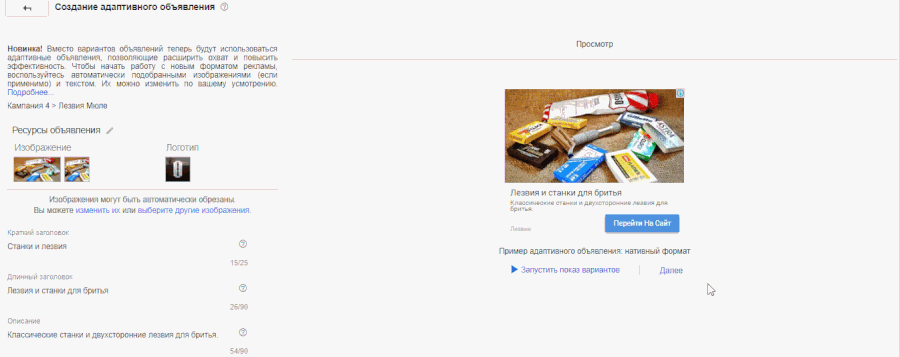 Создание адаптивного объявления
Новинка! Вместо вариантов объявлений теперь будут использоваться
адаптивные объявления, позволяющие расширить охват и повысить
эффективность. Чтобы начать работу с новым форматом рекламы,
воспользуйтесь автоматически подобранными изображениями (если
применимо) и текстом. Их можно изменить по вашему усмотрению.
Подробнее...
Кампания 4 > Лезвия Мюле
Ресурсы объявления
Изображение
Логотип
Изображения могут быть автоматически обрезаны.
Вы можете изменить их или выберите другие изображения.
Краткий заголовок
Станки и лезвия
15/25
Длинный заголовок
Лезвия и станки для бритья
26/90
Описание
Классические станки и двухсторонние лезвия для бритья.
54/90
Просмотр
Лезвия и станки для бритья
Классические станки и двухсторонние лезвия для
бритья.
Лезвия
Перейти На Сайт
Пример адаптивного объявления: нативный формат
Запустить показ вариантов
Далее